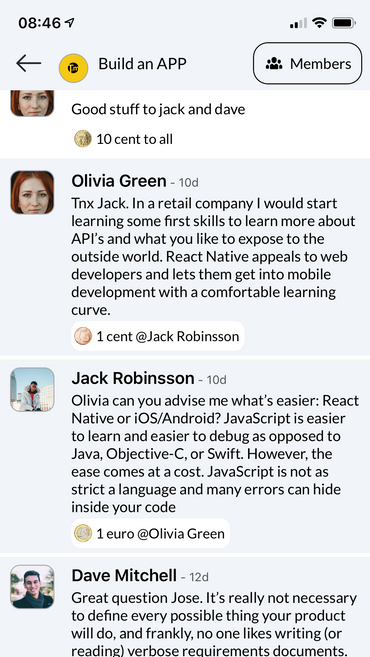 08:46
Build an APP
Members
Good stuff to jack and dave
10 cent to all
Olivia Green - 10d
Tnx Jack. In a retail company I would start
learning some first skills to learn more about
API's and what you like to expose to the
outside world. React Native appeals to web
developers and lets them get into mobile
development with a comfortable learning
curve.
1 cent @Jack Robinsson
Jack Robinsson - 10d
Olivia can you advise me what's easier: React
Native or iOS/Android? JavaScript is easier
to learn and easier to debug as opposed to
Java, Objective-C, or Swift. However, the
ease comes at a cost. JavaScript is not as
strict a language and many errors can hide
inside your code
1 euro @Olivia Green
Dave Mitchell - 12d
Great question Jose. It's really not necessary
to define every possible thing your product
will do, and frankly, no one likes writing (or
reading) verbose requirements documents.